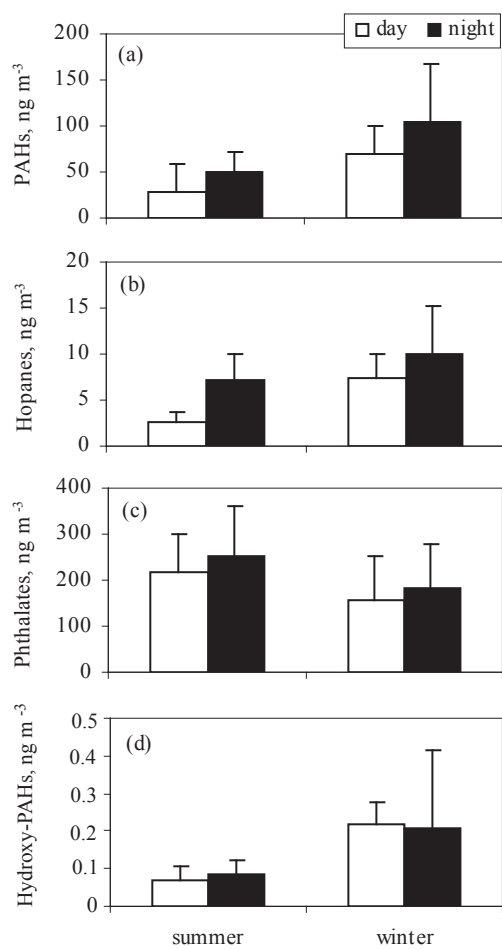 day night
(a)
PAHs, ng m-3
200
150
100
50
0
(b)
Hopanes, ng m-3
20
15
10
5
0
(c)
Phthalates, ng m-3
400
300
200
100
0
(d)
Hydroxy-PAHs, ng m-3
0.5
0.4
0.3
0.2
0.1
0
summer winter